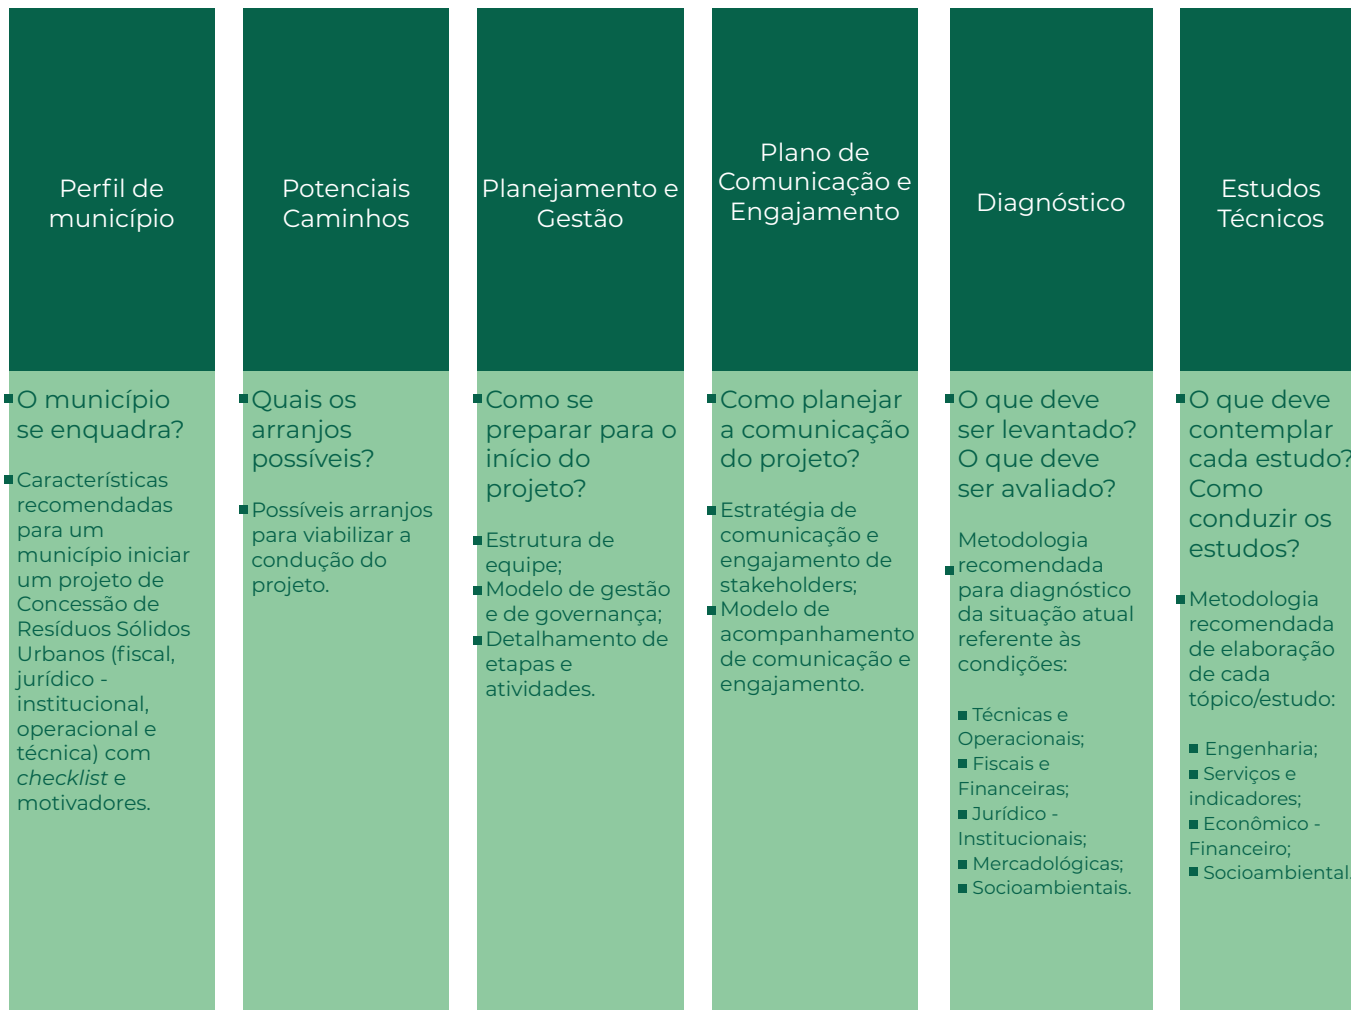 Perfil de
município
O município
se enquadra?
Características
recomendadas
para um
município iniciar
um projeto de
Concessão de
Resíduos Sólidos
Urbanos (fiscal,
jurídico -
institucional,
operacional e
técnica) com
checklist e
motivadores.
Potenciais
Caminhos
Quais os
arranjos
possíveis?
Possíveis arranjos
para viabilizar a
condução do
projeto.
Planejamento e
Gestão
Como se
preparar para o
início do
projeto?
Estrutura de
equipe;
Modelo de gestão
e de governança;
Detalhamento de
etapas e
atividades.
Plano de
Comunicação e
Engajamento
Como planejar
a comunicação
do projeto?
Estratégia de
comunicação e
engajamento de
stakeholders;
Modelo de
acompanhamento
de comunicação e
engajamento.
Diagnóstico
O que deve
ser levantado?
O que deve
ser avaliado?
Metodologia
recomendada
para diagnóstico
da situação atual
referente às
condições:
Técnicas e
Operacionais;
Fiscais e
Financeiras;
Jurídico -
Institucionais;
Mercadológicas;
Socioambientais.
Estudos
Técnicos
O que deve
contemplar
cada estudo?
Como
conduzir os
estudos?
Metodologia
recomendada
de elaboração
de cada
tópico/estudo:
Engenharia;
Serviços e
indicadores;
Econômico -
Financeiro;
Socioambiental.